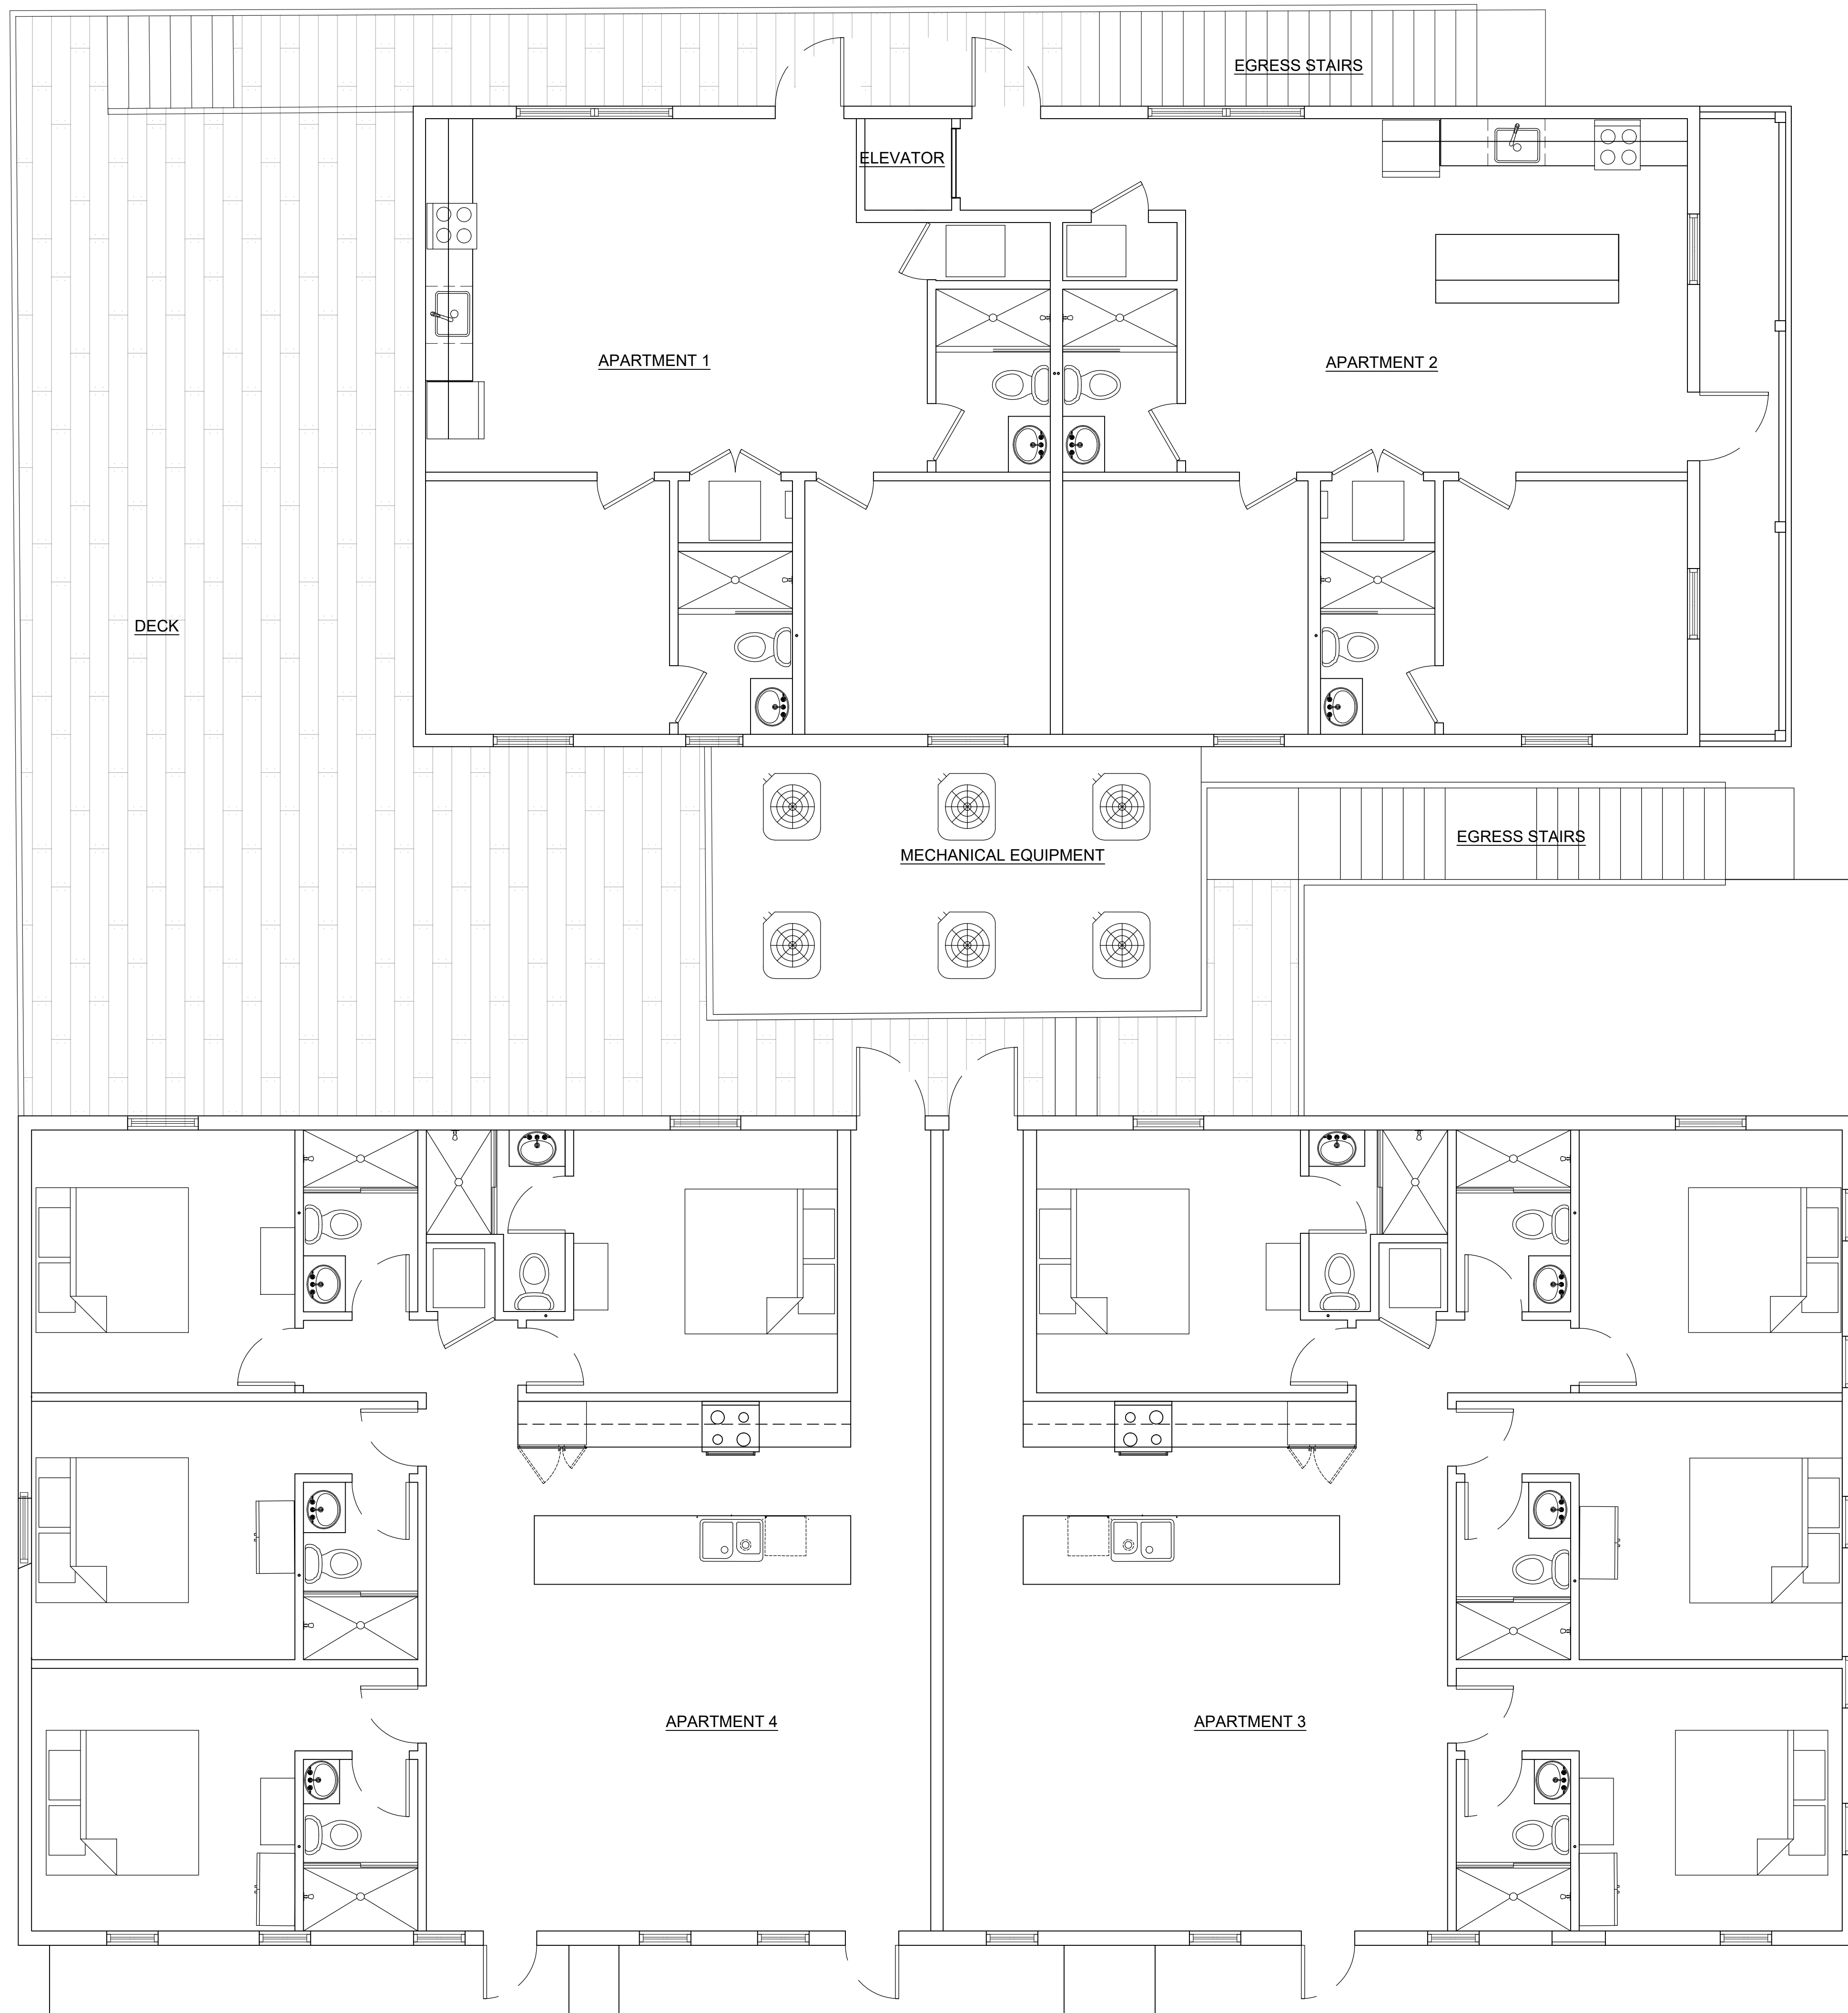 EGRESS STAIRS
ELEVATOR
APARTMENT 1
APARTMENT 2
DECK
EGRESS STAIRS
MECHANICAL EQUIPMENT
APARTMENT 4
APARTMENT 3